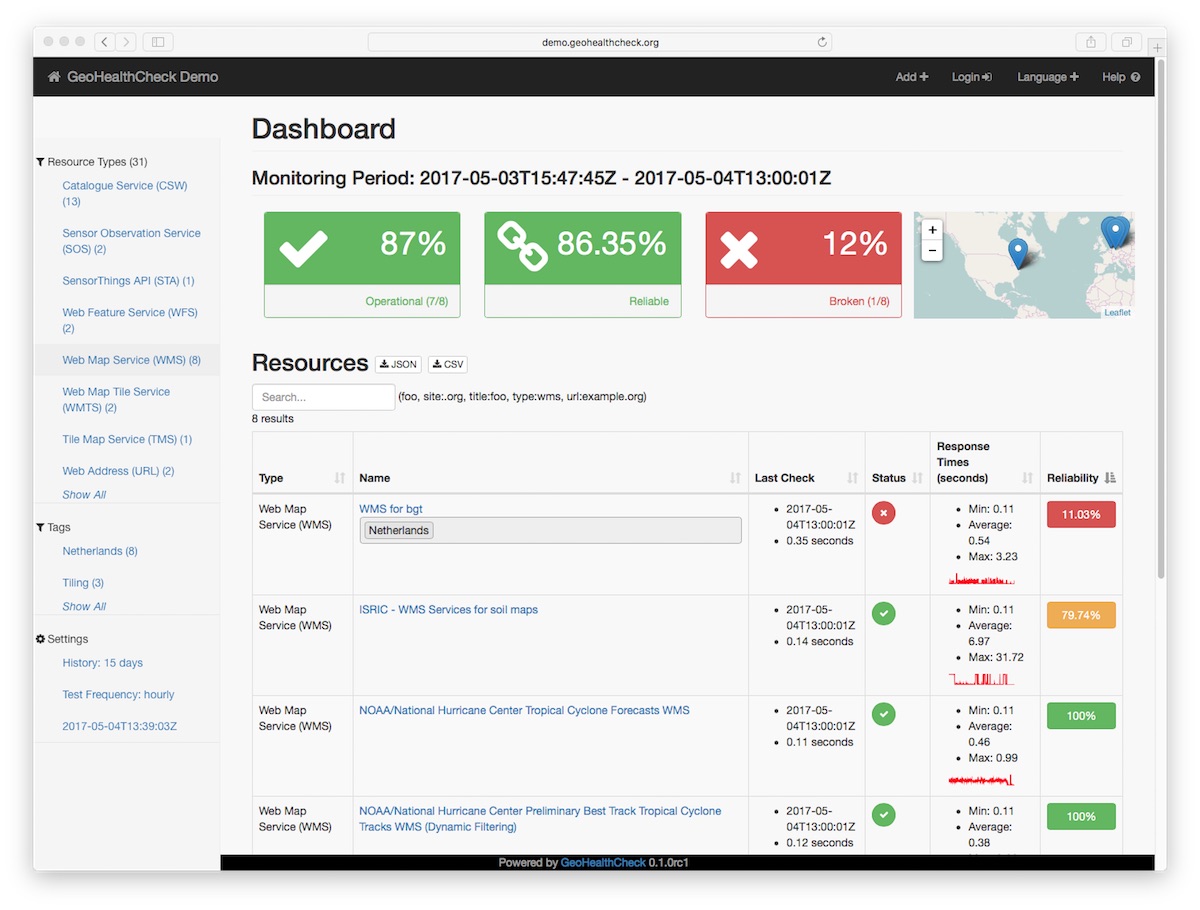 demo.geohealthcheck.org
GeoHealthCheck Demo
Add
Login
Language
Help
Resource Types (31)
Catalogue Service (CSW)
(13)
Sensor Observation Service
(SOS) (2)
SensorThings API (STA) (1)
Web Feature Service (WFS)
(2)
Web Map Service (WMS) (8)
Web Map Tile Service
(WMTS) (2)
Tile Map Service (TMS) (1)
Web Address (URL) (2)
Show All
Tags
Netherlands (8)
Tiling (3)
Show All
Settings
History: 15 days
Test Frequency: hourly
2017-05-04T13:39:03Z
Dashboard
Monitoring Period: 2017-05-03T15:47:45Z - 2017-05-04T13:00:01Z
87%
Operational (7/8)
86.35%
Reliable
12%
Broken (1/8)
+
−
Leaflet
Resources
JSON
CSV
Search...
(foo, site:.org, title:foo, type:wms, url:example.org)
8 results
Type
Name
Last Check
Status
Response
Times
(seconds)
Reliability
Web Map
Service (WMS)
WMS for bgt
Netherlands
• 2017-05-
04T13:00:01Z
• 0.35 seconds
• Min: 0.11
• Average:
0.54
• Max: 3.23
11.03%
Web Map
Service (WMS)
ISRIC - WMS Services for soil maps
• 2017-05-
04T13:00:01Z
• 0.14 seconds
• Min: 0.11
• Average:
6.97
• Max: 31.72
79.74%
Web Map
Service (WMS)
NOAA/National Hurricane Center Tropical Cyclone Forecasts WMS
• 2017-05-
04T13:00:01Z
• 0.11 seconds
• Min: 0.11
• Average:
0.46
• Max: 0.99
100%
Web Map
Service (WMS)
NOAA/National Hurricane Center Preliminary Best Track Tropical Cyclone
Tracks WMS (Dynamic Filtering)
• 2017-05-
04T13:00:01Z
• 0.12 seconds
• Min: 0.11
• Average:
0.38
100%
Powered by GeoHealthCheck 0.1.0rc1